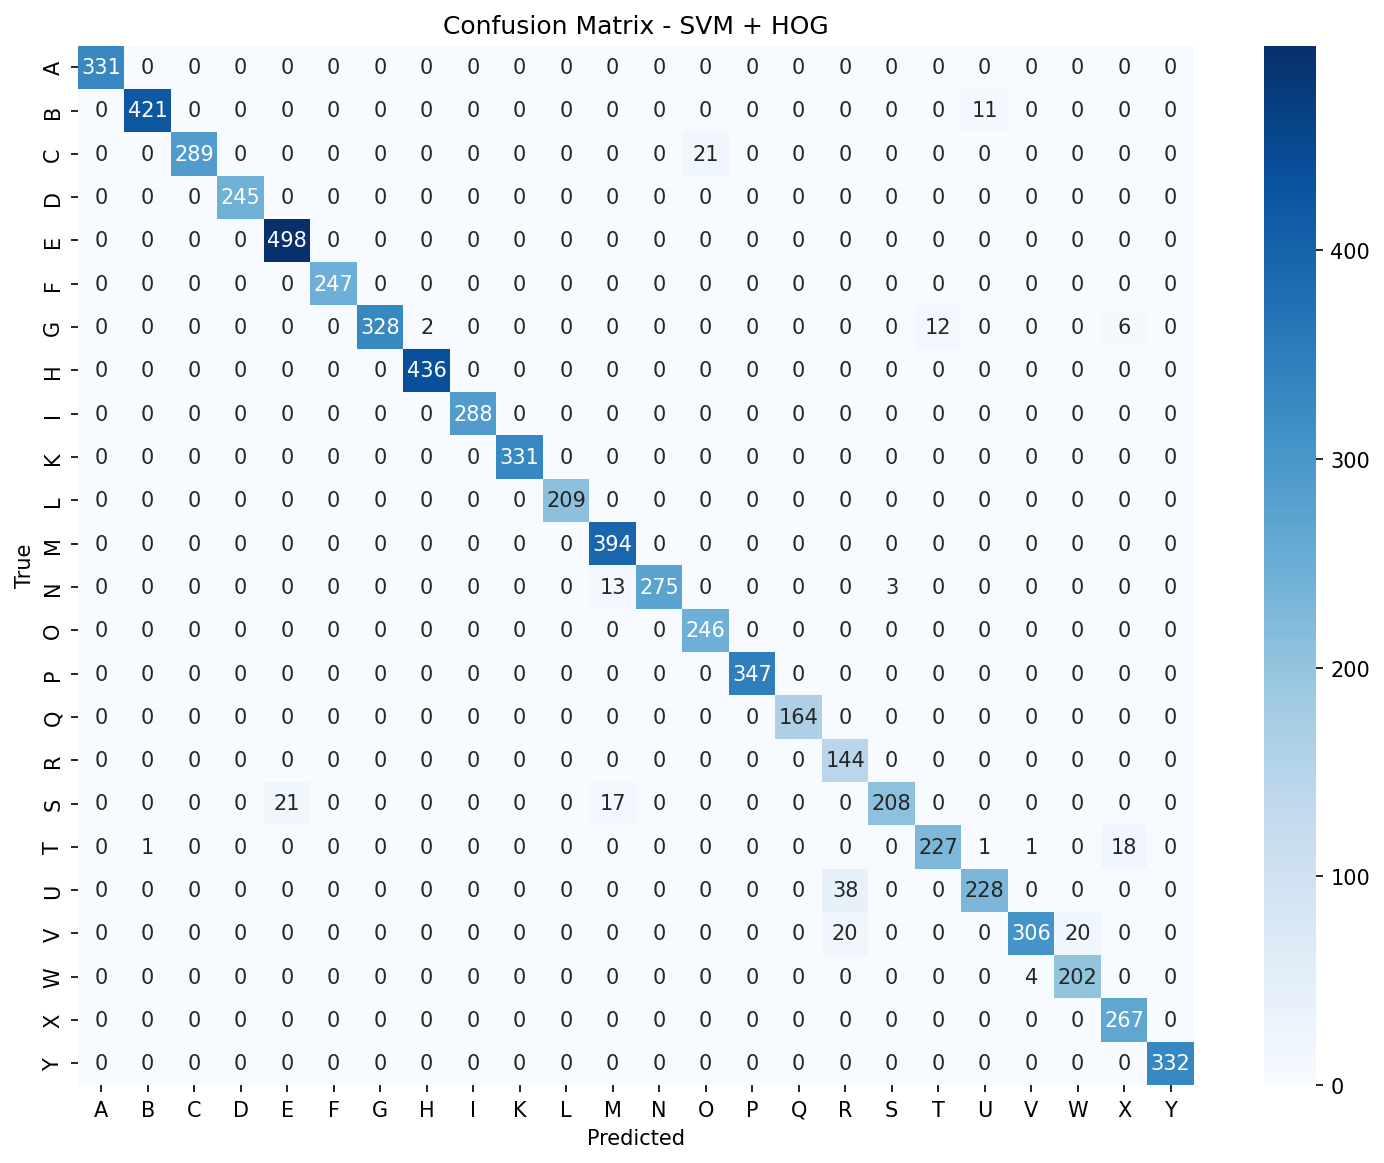 Confusion Matrix - SVM + HOG
A 331 0 0 0 0 0 0 0 0 0 0 0 0 0 0 0 0 0 0 0 0 0 0 0
B 0 421 0 0 0 0 0 0 0 0 0 0 0 0 0 0 0 0 0 11 0 0 0 0
C 0 0 289 0 0 0 0 0 0 0 0 0 0 21 0 0 0 0 0 0 0 0 0 0
D 0 0 0 245 0 0 0 0 0 0 0 0 0 0 0 0 0 0 0 0 0 0 0 0
E 0 0 0 0 498 0 0 0 0 0 0 0 0 0 0 0 0 0 0 0 0 0 0 0
F 0 0 0 0 0 247 0 0 0 0 0 0 0 0 0 0 0 0 0 0 0 0 0 0
G 0 0 0 0 0 0 328 2 0 0 0 0 0 0 0 0 0 0 12 0 0 0 6 0
H 0 0 0 0 0 0 0 436 0 0 0 0 0 0 0 0 0 0 0 0 0 0 0 0
I 0 0 0 0 0 0 0 0 288 0 0 0 0 0 0 0 0 0 0 0 0 0 0 0
K 0 0 0 0 0 0 0 0 0 331 0 0 0 0 0 0 0 0 0 0 0 0 0 0
L 0 0 0 0 0 0 0 0 0 0 209 0 0 0 0 0 0 0 0 0 0 0 0 0
M 0 0 0 0 0 0 0 0 0 0 0 394 0 0 0 0 0 0 0 0 0 0 0 0
N 0 0 0 0 0 0 0 0 0 0 0 13 275 0 0 0 0 3 0 0 0 0 0 0
O 0 0 0 0 0 0 0 0 0 0 0 0 0 246 0 0 0 0 0 0 0 0 0 0
P 0 0 0 0 0 0 0 0 0 0 0 0 0 0 347 0 0 0 0 0 0 0 0 0
Q 0 0 0 0 0 0 0 0 0 0 0 0 0 0 0 164 0 0 0 0 0 0 0 0
R 0 0 0 0 0 0 0 0 0 0 0 0 0 0 0 0 144 0 0 0 0 0 0 0
S 0 0 0 0 21 0 0 0 0 0 0 17 0 0 0 0 0 208 0 0 0 0 0 0
T 0 1 0 0 0 0 0 0 0 0 0 0 0 0 0 0 0 0 227 1 1 0 18 0
U 0 0 0 0 0 0 0 0 0 0 0 0 0 0 0 0 38 0 0 228 0 0 0 0
V 0 0 0 0 0 0 0 0 0 0 0 0 0 0 0 0 20 0 0 0 306 20 0 0
W 0 0 0 0 0 0 0 0 0 0 0 0 0 0 0 0 0 0 0 0 4 202 0 0
X 0 0 0 0 0 0 0 0 0 0 0 0 0 0 0 0 0 0 0 0 0 0 267 0
Y 0 0 0 0 0 0 0 0 0 0 0 0 0 0 0 0 0 0 0 0 0 0 0 332
A B C D E F G H I K L M N O P Q R S T U V W X Y
Predicted
True
400
300
200
100
0